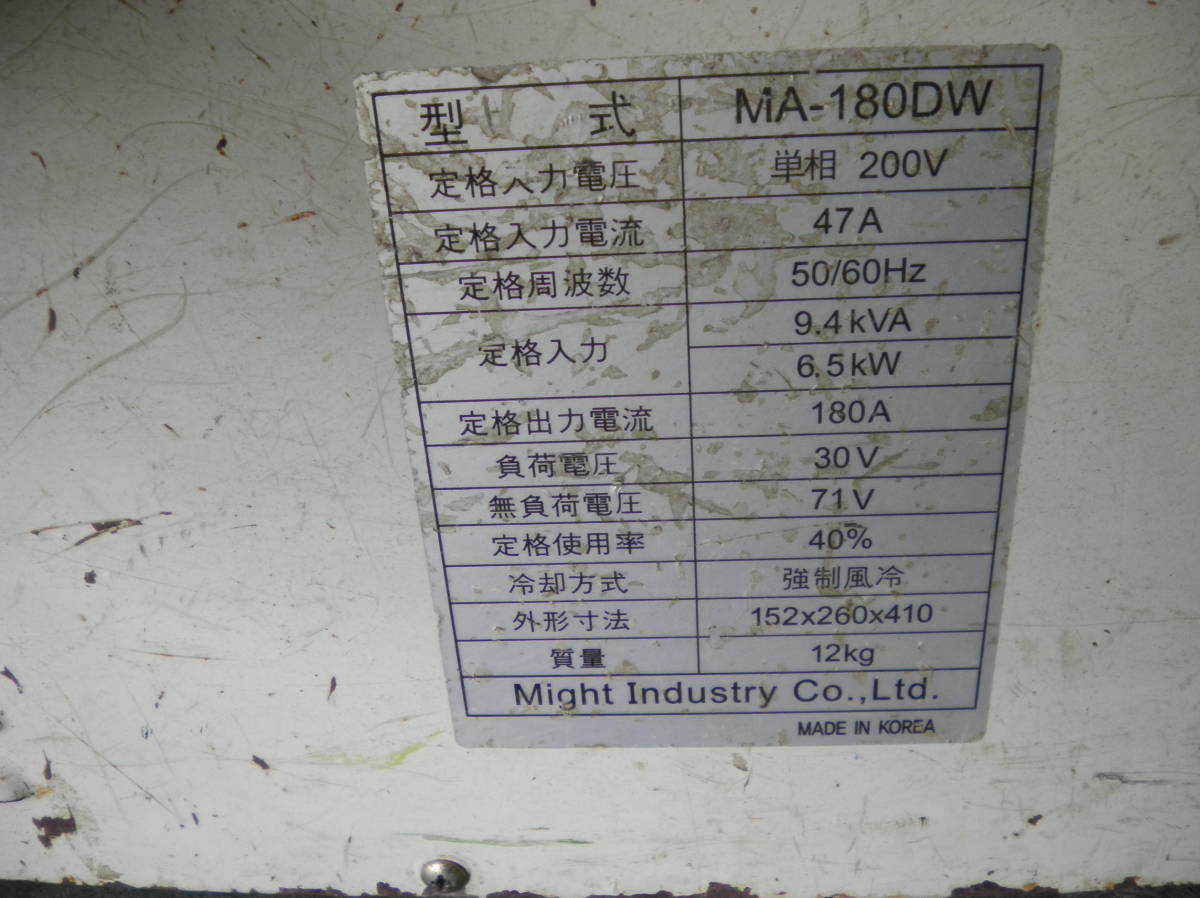 型 式 MA-180DW
定格入力電圧 単相 200V
定格入力電流 47A
定格周波数 50/60Hz
定格入力 9.4kVA
6.5kW
定格出力電流 180A
負荷電圧 30V
無負荷電圧 71V
定格使用率 40%
冷却方式 強制風冷
外形寸法 152x260x410
質量 12kg
Might Industry Co.,Ltd.
MADE IN KOREA